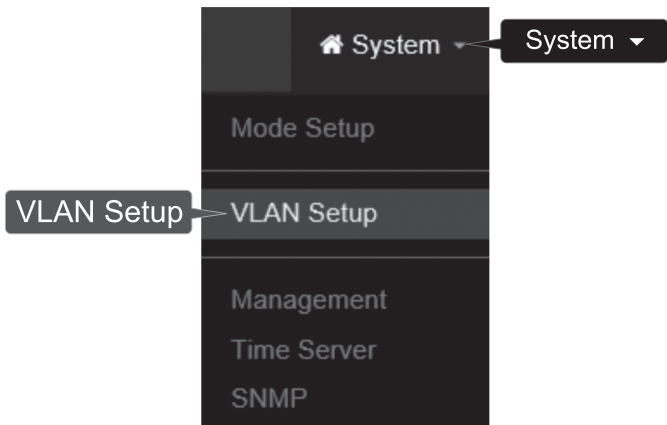 System
System
Mode Setup
VLAN Setup
VLAN Setup
Management
Time Server
SNMP